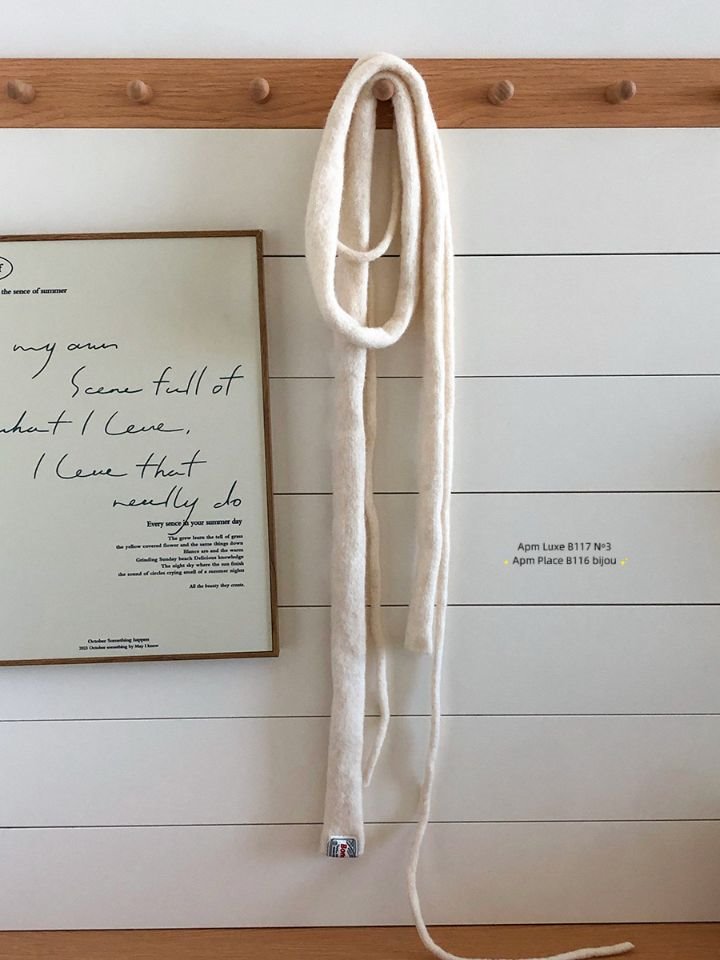 f
the sence of summer
my own
Scene full of
what I Love,
I Love that
really do
Every sence in your summer day
The grow learn the tell of grass
the yellow covered flower and the same things down
Blance are and the warm
Grinding Sunday beach Delicious knowledge
The night sky where the sun finish
the sound of circles crying smell of a summer nights
All the beauty they create.
October Something happen
2021 October something by May I know
Apm Luxe B117 Nº3
Apm Place B116 bijou
Bon